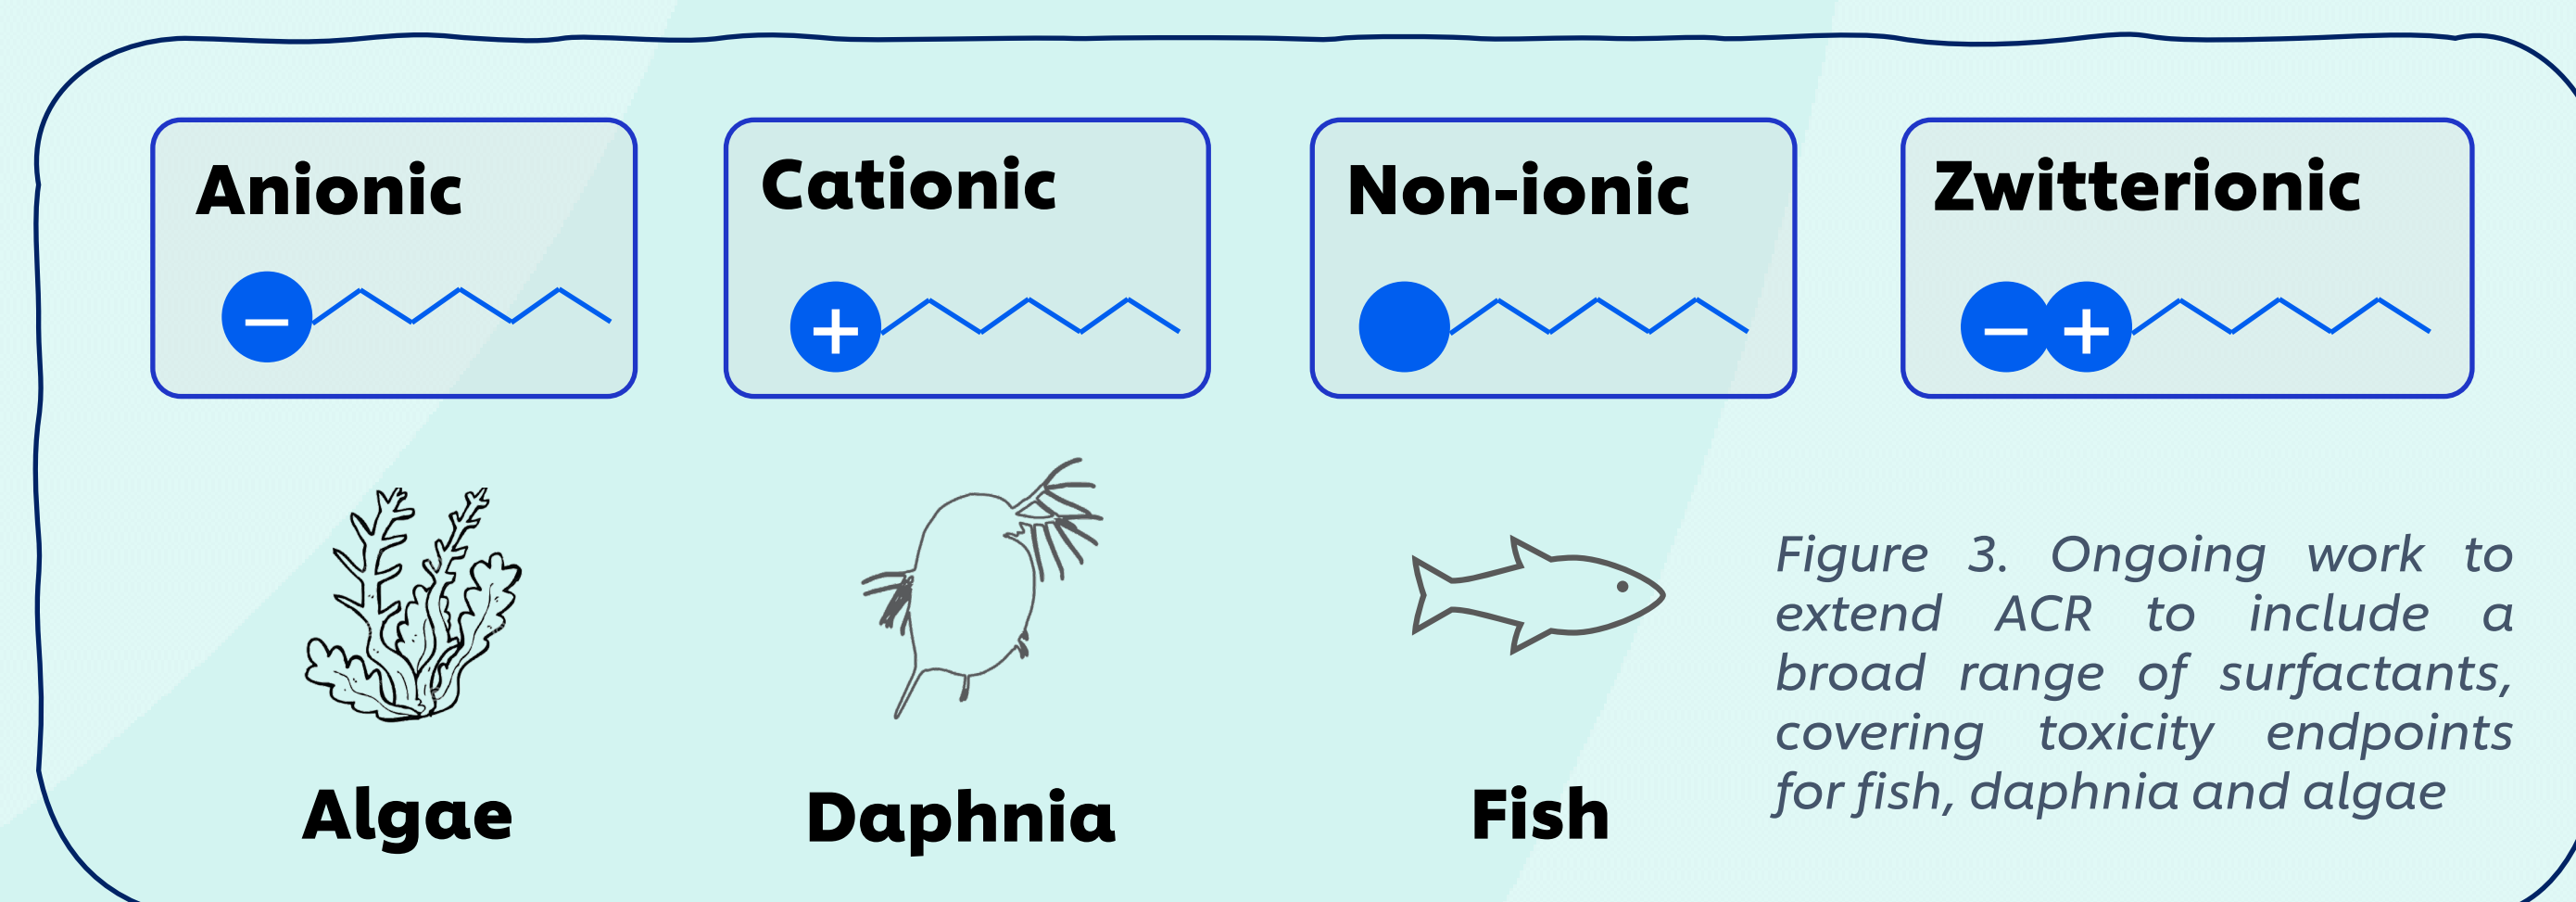 Anionic
Cationic
Non-ionic
Zwitterionic
−
+
− +
Algae
Daphnia
Fish
Figure 3. Ongoing work to
extend ACR to include a
broad range of surfactants,
covering toxicity endpoints
for fish, daphnia and algae